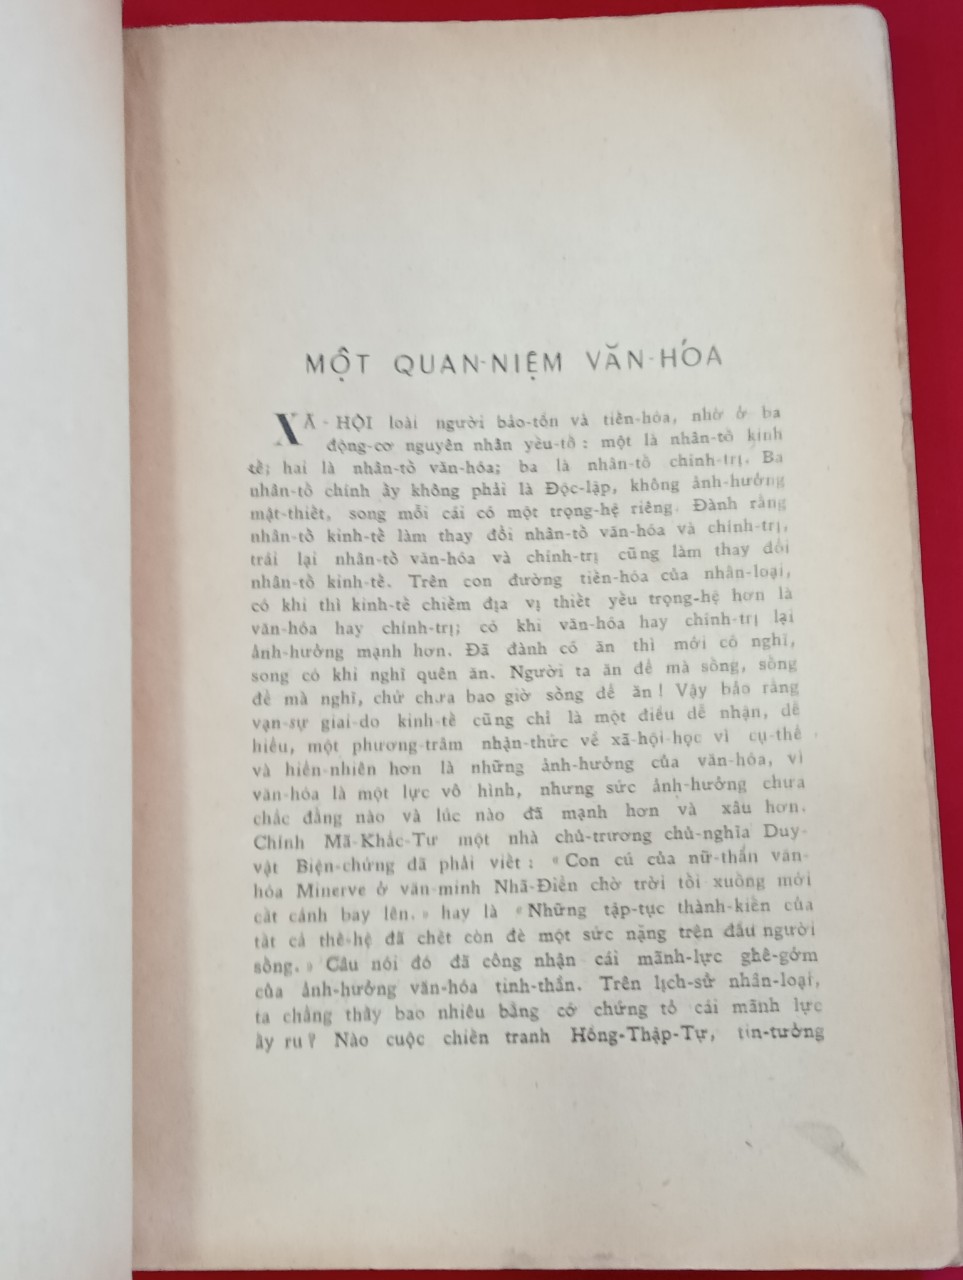 MỘT QUAN-NIỆM VĂN-HÓA
XÃ-HỘI loài người bảo-tồn và tiến-hóa, nhờ ở ba
động-cơ nguyên nhân yếu-tố : một là nhân-tố kinh
tế; hai là nhân-tố văn-hóa; ba là nhân-tố chính-trị. Ba
nhân-tố chính ấy không phải là Độc-lập, không ảnh-hưởng
mật-thiết, song mỗi cái có một trọng-hệ riêng. Đành rằng
nhân-tố kinh-tế làm thay đổi nhân-tố văn-hóa và chính-trị,
trái lại nhân-tố văn-hóa và chính-trị cũng làm thay đổi
nhân-tố kinh-tế. Trên con đường tiến-hóa của nhân-loại,
có khi thì kinh-tế chiếm địa vị thiết yếu trọng-hệ hơn là
văn-hóa hay chính-trị; có khi văn-hóa hay chính-trị lại
ảnh-hưởng mạnh hơn. Đã đành có ăn thì mới có nghĩ,
song có khi nghĩ quên ăn. Người ta ăn để mà sống, sống
để mà nghĩ, chứ chưa bao giờ sống để ăn ! Vậy bảo rằng
vạn-sự giai-do kinh-tế cũng chỉ là một điều dễ nhận, dễ
hiểu, một phương-trâm nhận-thức về xã-hội-học vì cụ-thể
và hiển-nhiên hơn là những ảnh-hưởng của văn-hóa, vì
văn-hóa là một lực vô hình, nhưng sức ảnh-hưởng chưa
chắc đằng nào và lúc nào đã mạnh hơn và xâu hơn.
Chính Mã-Khắc-Tư một nhà chủ-trương chủ-nghĩa Duy-
vật Biện-chứng đã phải viết : « Con cú của nữ-thần văn-
hóa Minerve ở văn-minh Nhã-Điển chờ trời tối xuống mới
cất cánh bay lên. » hay là « Những tập-tục thành-kiến của
tất cả thế-hệ đã chết còn đè một sức nặng trên đầu người
sống. » Câu nói đó đã công nhận cái mãnh-lực ghê-gớm
của ảnh-hưởng văn-hóa tinh-thần. Trên lịch-sử nhân-loại,
ta chẳng thấy bao nhiêu bằng cớ chứng tỏ cái mãnh lực
ấy ru ? Nào cuộc chiến tranh Hồng-Thập-Tự, tín-tưởng